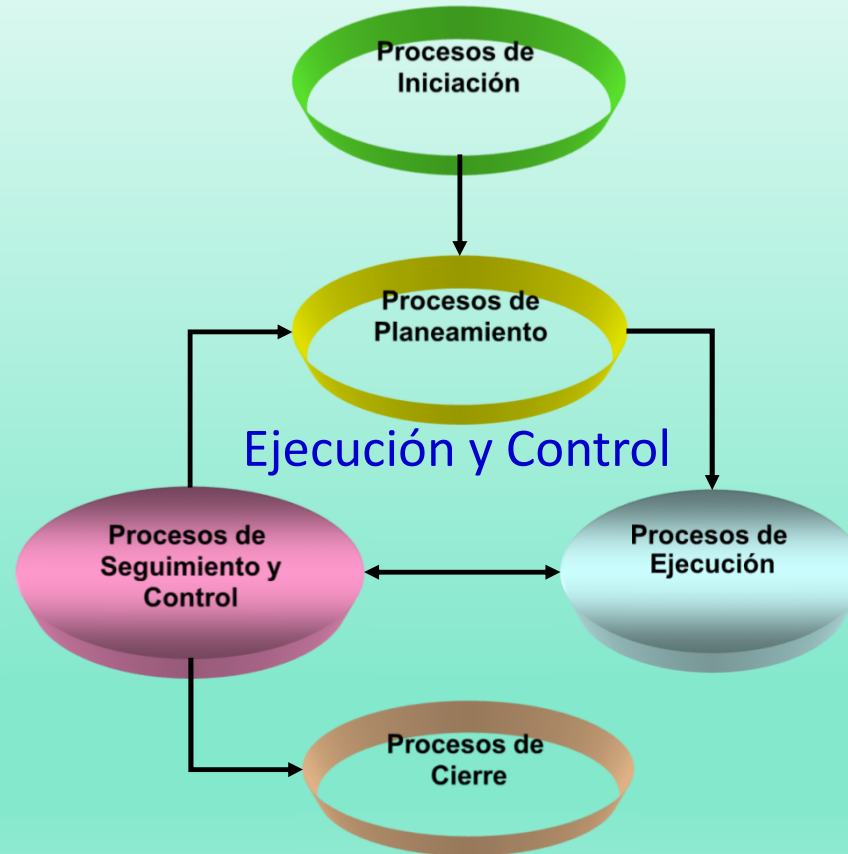 Procesos de
Iniciación
Procesos de
Planeamiento
Ejecución y Control
Procesos de
Seguimiento y
Control
Procesos de
Ejecución
Procesos de
Cierre